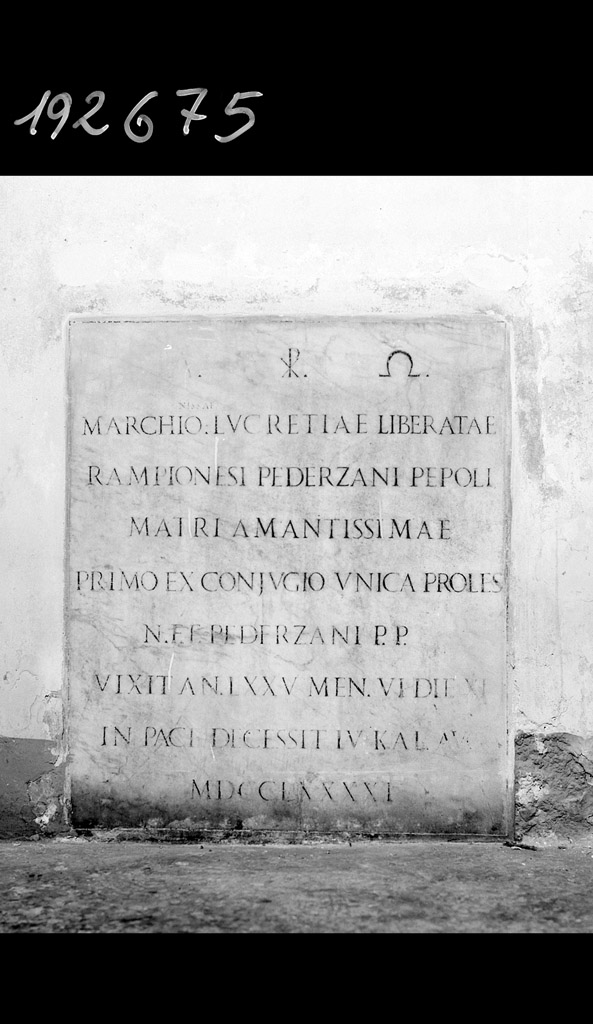 192675
☧. Ω.
MARCHIO: LVCRETIAE LIBERATAE
RAMPIONESI PEDERZANI PEPOLI
MATRI AMANTISSIMAE
PRIMO EX CONJVGIO VNICA PROLES
PEDERZANI P. P.
VIXIT AN. LXXV MEN. VI DIE
IN PACE DECESSIT IV KAL.
MDCCLXXXXI